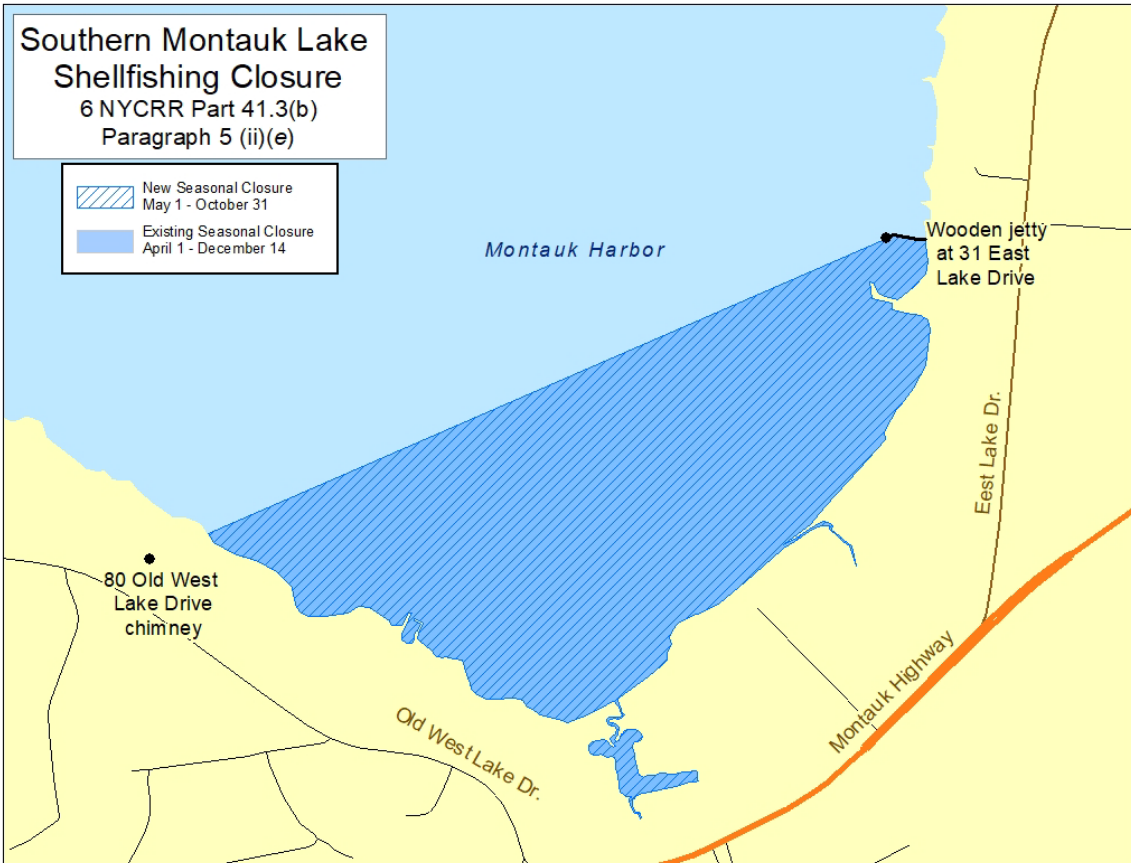 Southern Montauk Lake
Shellfishing Closure
6 NYCRR Part 41.3(b)
Paragraph 5 (ii)(e)
New Seasonal Closure
May 1 - October 31
Existing Seasonal Closure
April 1 - December 14
Montauk Harbor
Wooden jetty
at 31 East
Lake Drive
Eest Lake Dr.
80 Old West
Lake Drive
chimney
Montauk Highway
Old West Lake Dr.